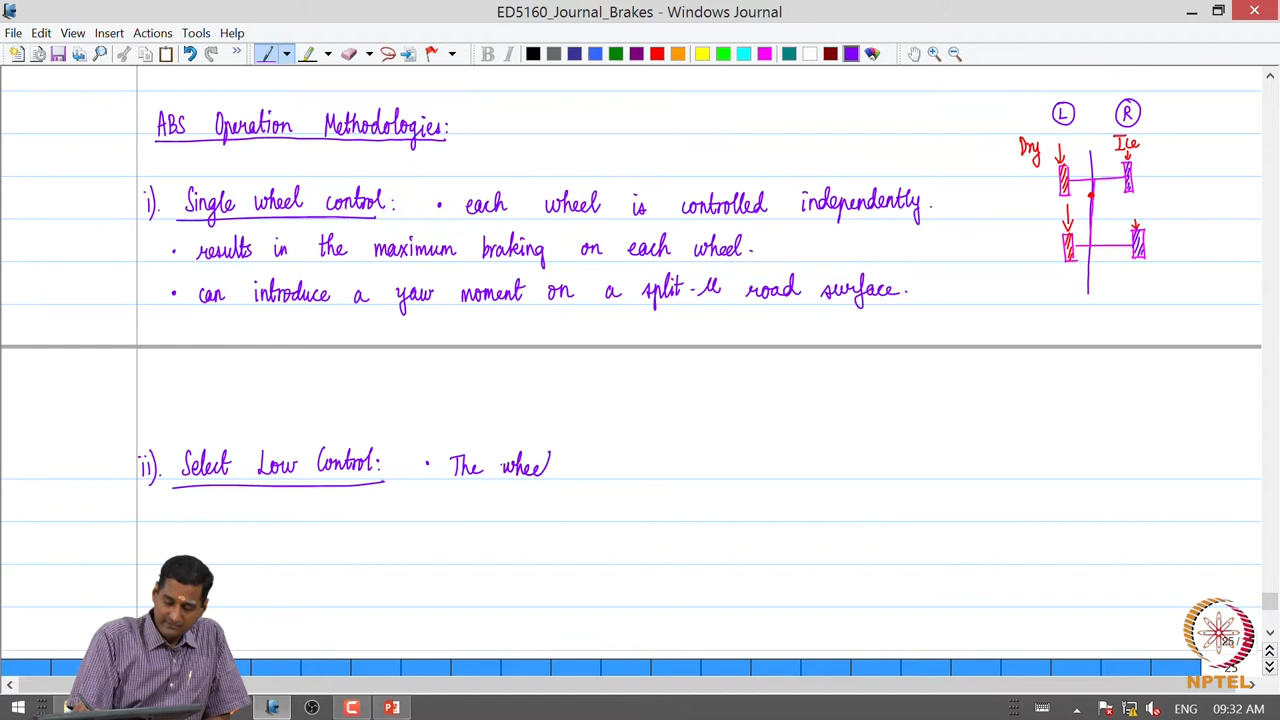 ED5160_Journal_Brakes - Windows Journal
File Edit View Insert Actions Tools Help
ABS Operation Methodologies:
L R
Dry Ice
i). Single wheel control: • each wheel is controlled independently.
• results in the maximum braking on each wheel.
• can introduce a yaw moment on a split-μ road surface.
ii). Select Low Control: • The wheel
25 /
25
NPTEL
ENG 09:32 AM